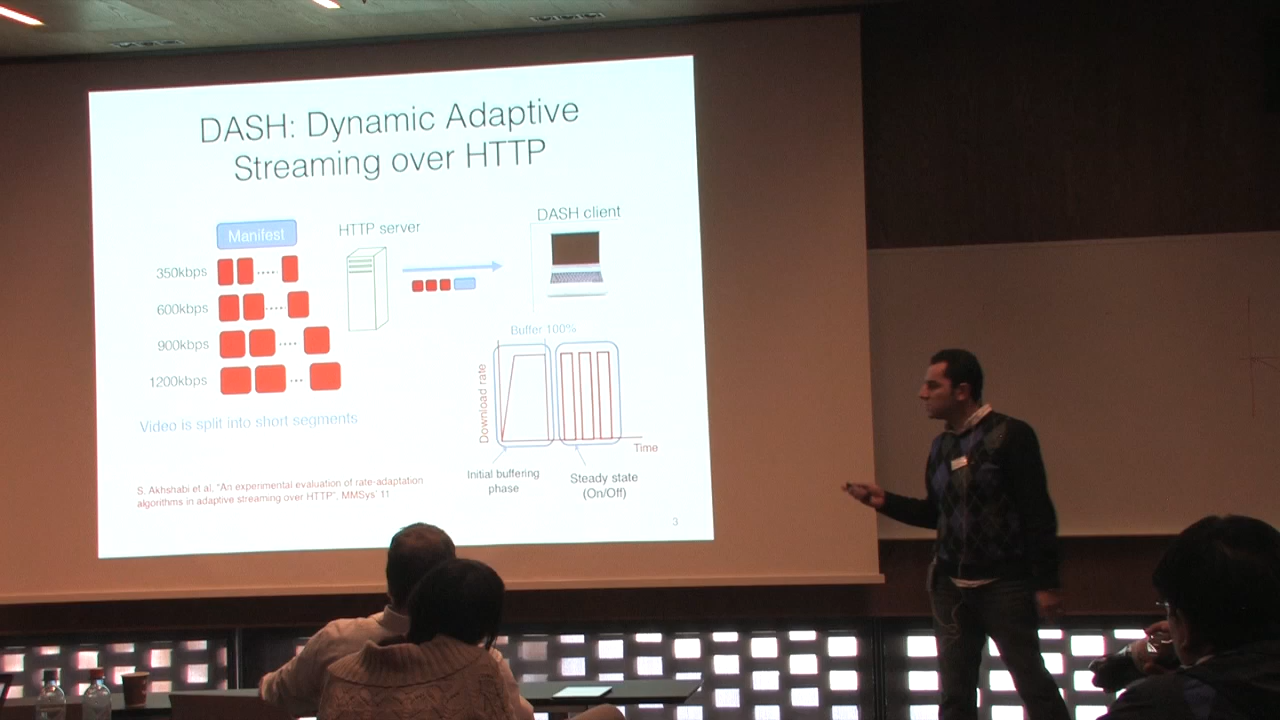 DASH: Dynamic Adaptive
Streaming over HTTP
Manifest
HTTP server
DASH client
350kbps
600kbps
900kbps
1200kbps
Video is split into short segments
Buffer 100%
Download rate
Time
Initial buffering
phase
Steady state
(On/Off)
S. Akhshabi et al, "An experimental evaluation of rate-adaptation
algorithms in adaptive streaming over HTTP", MMSys' 11
3